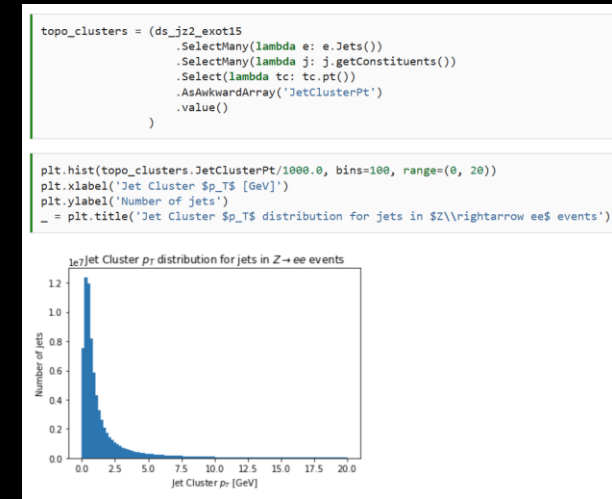 topo_clusters = (ds_jz2_exot15
.SelectMany(lambda e: e.Jets())
.SelectMany(lambda j: j.getConstituents())
.Select(lambda tc: tc.pt())
.AsAwkwardArray('JetClusterPt')
.value()
)
plt.hist(topo_clusters.JetClusterPt/1000.0, bins=100, range=(0, 20))
plt.xlabel('Jet Cluster $p_T$ [GeV]')
plt.ylabel('Number of jets')
_ = plt.title('Jet Cluster $p_T$ distribution for jets in $Z\\rightarrow ee$ events')
1e7 Jet Cluster pT distribution for jets in Z→ee events
1.2
1.0
0.8
0.6
0.4
0.2
0.0
Number of jets
0.0 2.5 5.0 7.5 10.0 12.5 15.0 17.5 20.0
Jet Cluster pT [GeV]